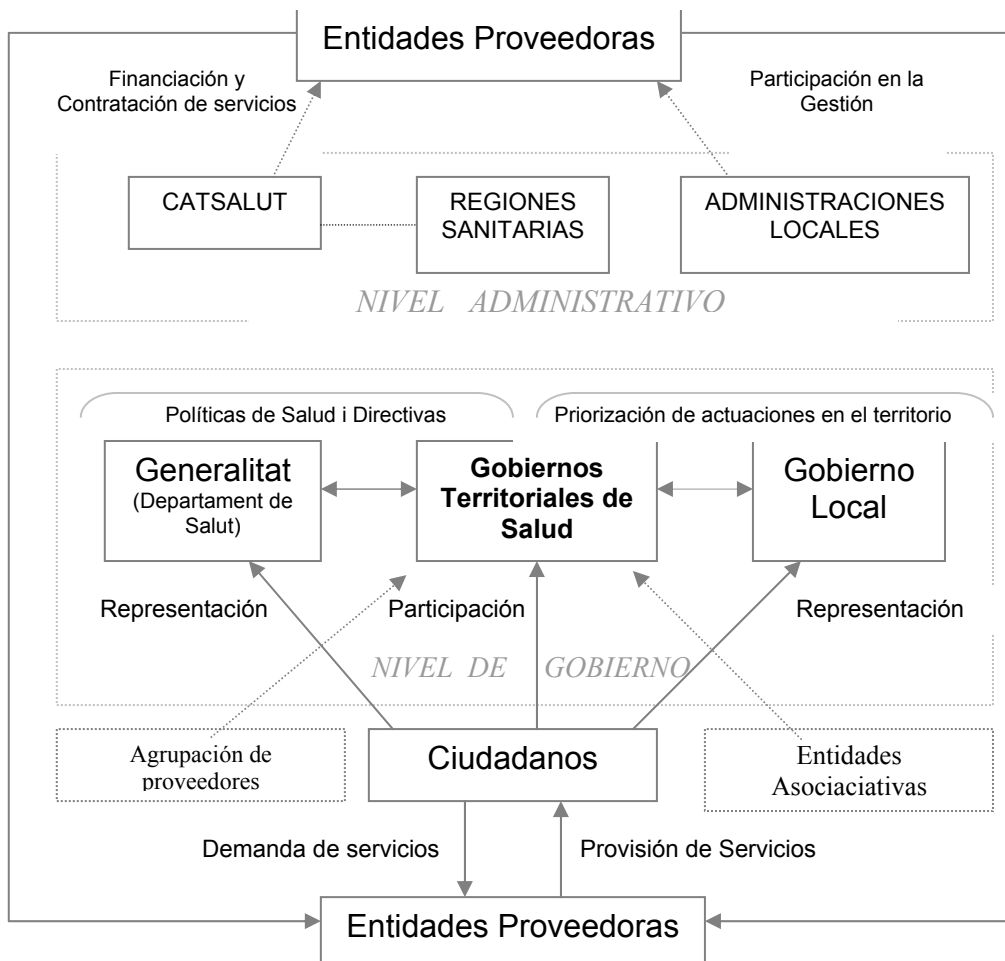 Entidades Proveedoras
Financiación y
Contratación de servicios
Participación en la
Gestión
CATSALUT
REGIONES
SANITARIAS
ADMINISTRACIONES
LOCALES
NIVEL ADMINISTRATIVO
Políticas de Salud i Directivas
Priorización de actuaciones en el territorio
Generalitat
(Departament de
Salut)
Gobiernos
Territoriales de
Salud
Gobierno
Local
Representación
Participación
Representación
NIVEL DE GOBIERNO
Agrupación de
proveedores
Ciudadanos
Entidades
Asociaciativas
Demanda de servicios
Provisión de Servicios
Entidades Proveedoras